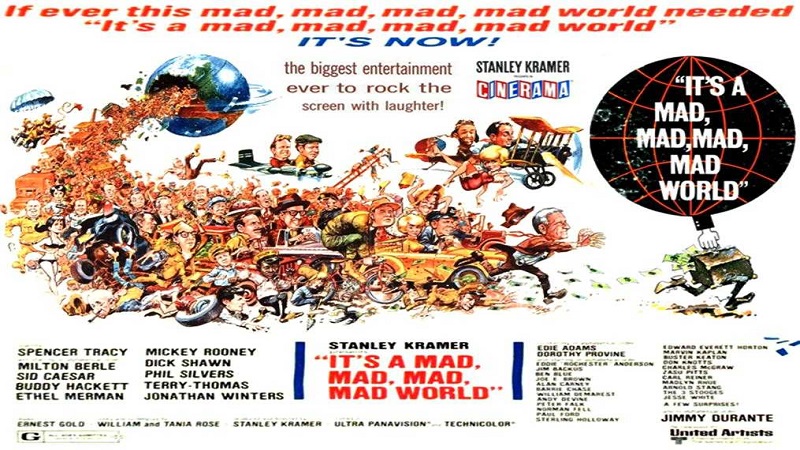 If ever this mad, mad, mad, mad world needed
"It's a mad, mad, mad, mad world"
IT'S NOW!
the biggest entertainment
ever to rock the
screen with laughter!
STANLEY KRAMER
CINERAMA
"IT'S A
MAD,
MAD, MAD,
MAD
WORLD"
SPENCER TRACY
MILTON BERLE
SID CAESAR
BUDDY HACKETT
ETHEL MERMAN
MICKEY ROONEY
DICK SHAWN
PHIL SILVERS
TERRY-THOMAS
JONATHAN WINTERS
STANLEY KRAMER
"IT'S A MAD,
MAD, MAD,
MAD WORLD"
EDIE ADAMS
DOROTHY PROVINE
EDDIE "ROCHESTER" ANDERSON
JIM BACKUS
BEN BLUE
JOE E. BROWN
ALAN CARNEY
BARRIE CHASE
WILLIAM DEMAREST
ANDY DEVINE
PETER FALK
NORMAN FELL
PAUL FORD
STERLING HOLLOWAY
EDWARD EVERETT HORTON
MARVIN KAPLAN
BUSTER KEATON
DON KNOTTS
CHARLES McGRAW
ZASU PITTS
CARL REINER
MADLYN RHUE
ARNOLD STANG
THE 3 STOOGES
JESSE WHITE
A FEW SURPRISES!
JIMMY DURANTE
ERNEST GOLD WILLIAM and TANIA ROSE STANLEY KRAMER ULTRA PANAVISION TECHNICOLOR
G
United Artists